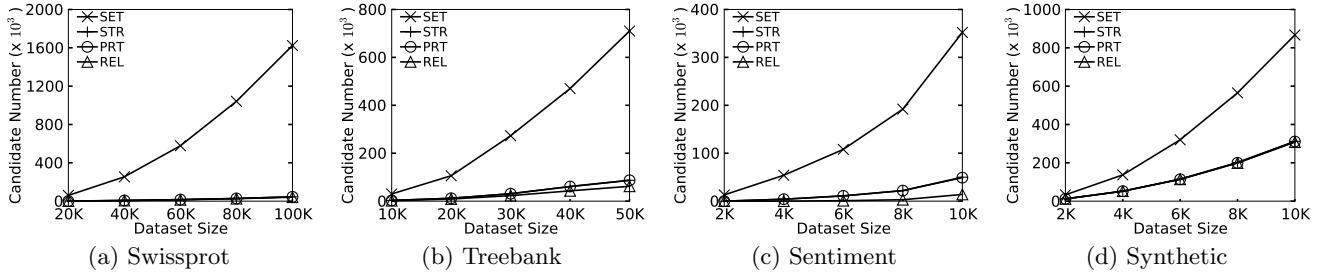 Candidate Number (x 10³ )
2000
1600
1200
800
400
0
SET
STR
PRT
REL
20K 40K 60K 80K 100K
Dataset Size
(a) Swissprot
Candidate Number (x 10³ )
800
600
400
200
0
SET
STR
PRT
REL
10K 20K 30K 40K 50K
Dataset Size
(b) Treebank
Candidate Number (x 10³ )
400
300
200
100
0
SET
STR
PRT
REL
2K 4K 6K 8K 10K
Dataset Size
(c) Sentiment
Candidate Number (x 10³ )
1000
800
600
400
200
0
SET
STR
PRT
REL
2K 4K 6K 8K 10K
Dataset Size
(d) Synthetic